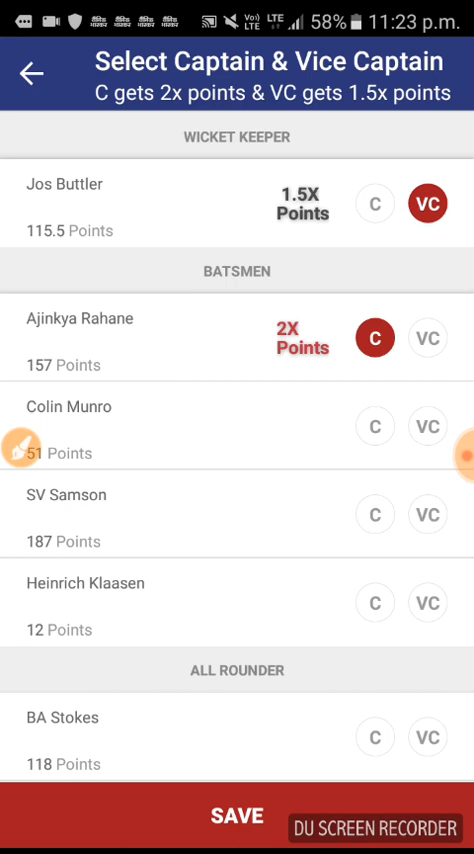 Vo)) LTE
LTE 58% 11:23 p.m.
Select Captain & Vice Captain
C gets 2x points & VC gets 1.5x points
WICKET KEEPER
Jos Buttler
1.5X
Points
C VC
115.5 Points
BATSMEN
Ajinkya Rahane
2X
Points
C VC
157 Points
Colin Munro
C VC
51 Points
SV Samson
C VC
187 Points
Heinrich Klaasen
C VC
12 Points
ALL ROUNDER
BA Stokes
C VC
118 Points
SAVE
DU SCREEN RECORDER